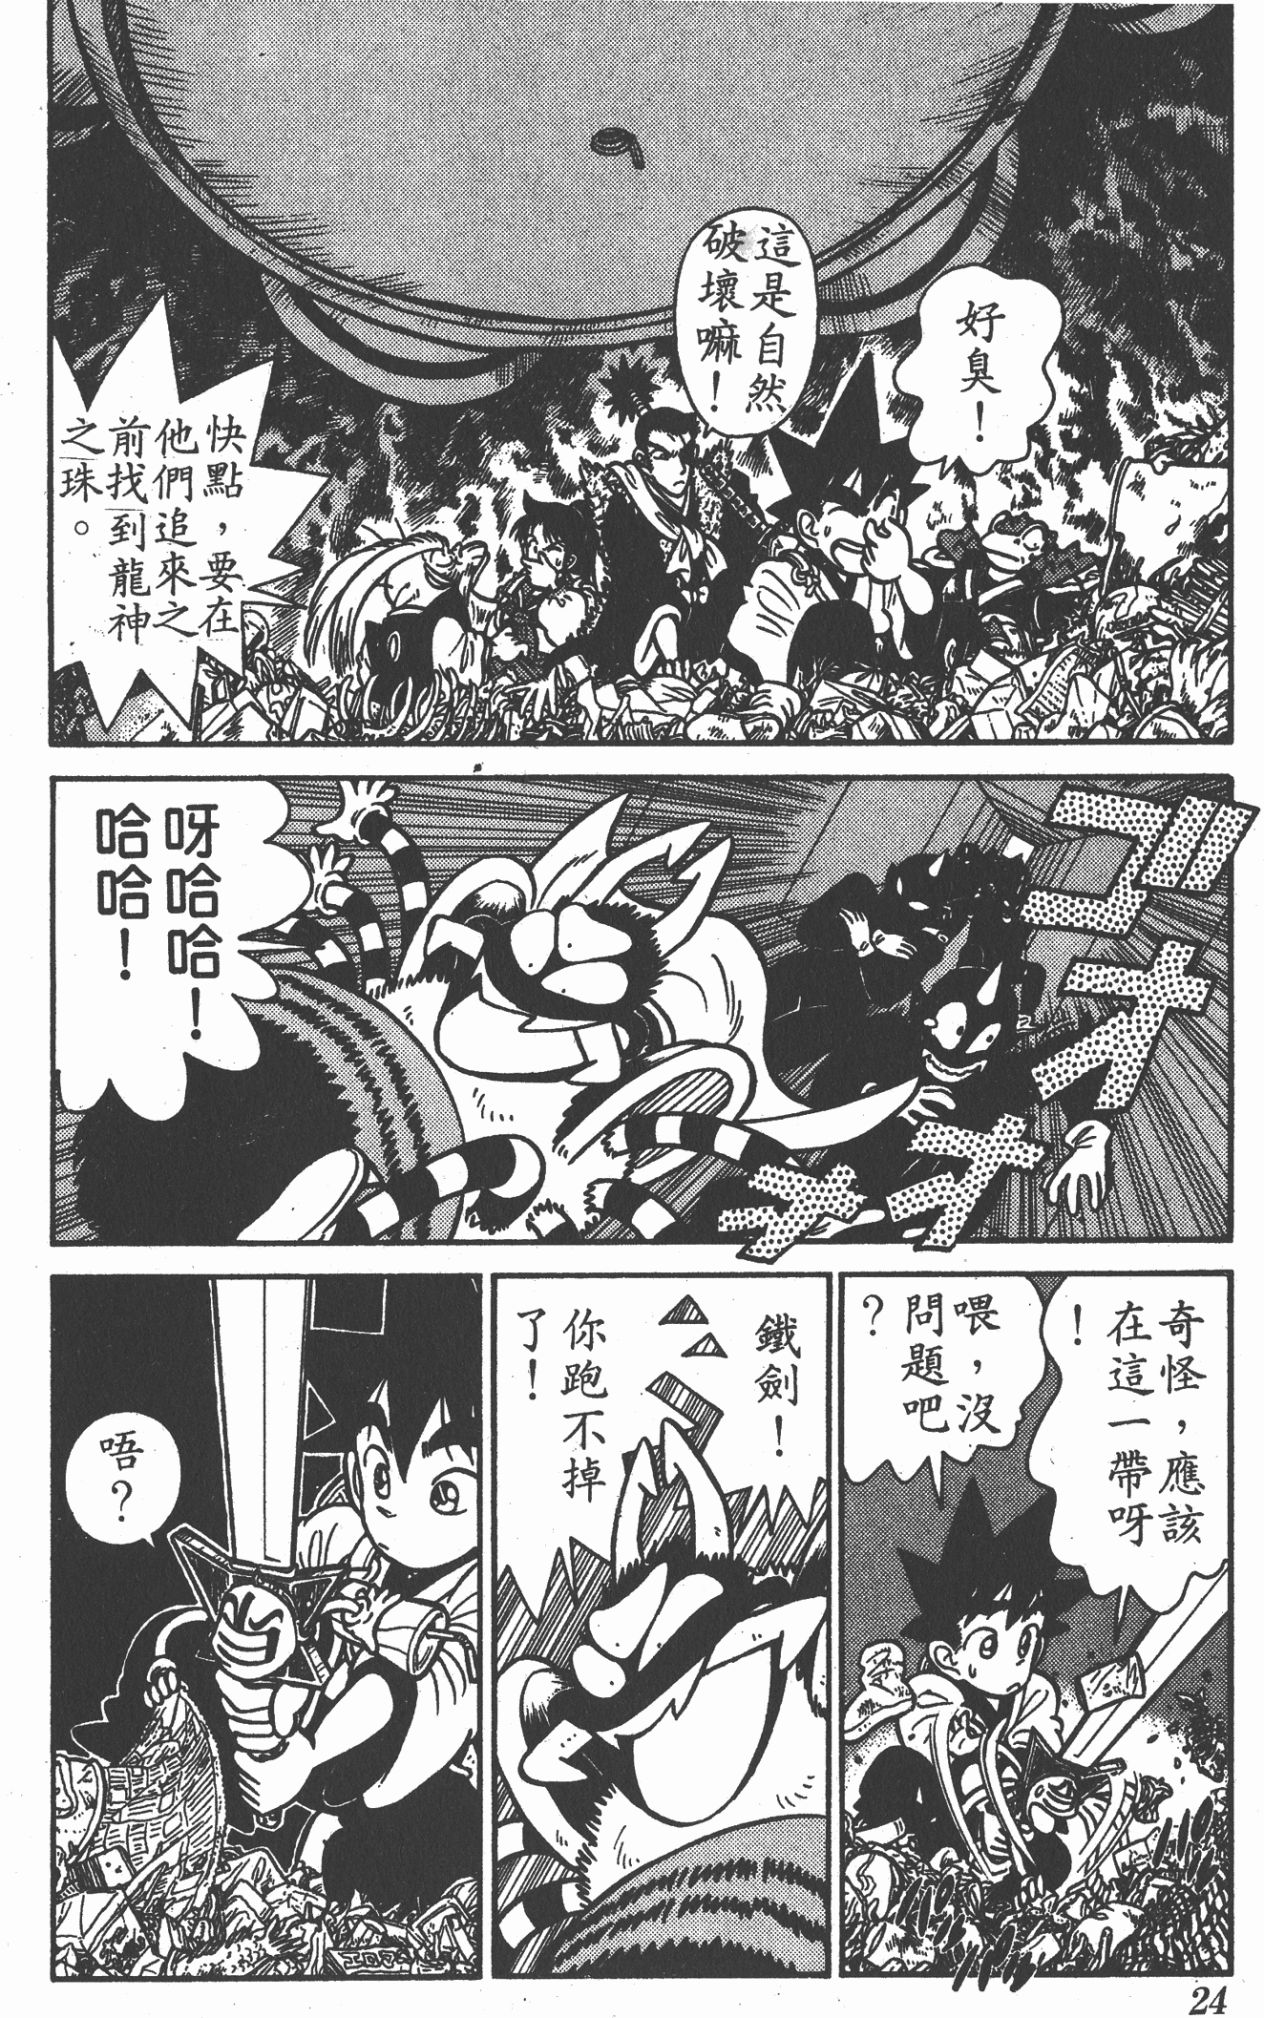 好臭！
這是自然
破壞嘛！
快點，要在
他們追來之
前找到龍神
之珠。
ゴオオオオ
呀哈哈！
哈哈！
奇怪，應該
在這一帶呀
！
喂，沒
問題吧
？
鐵劍！
你跑不掉
了！
唔？
24